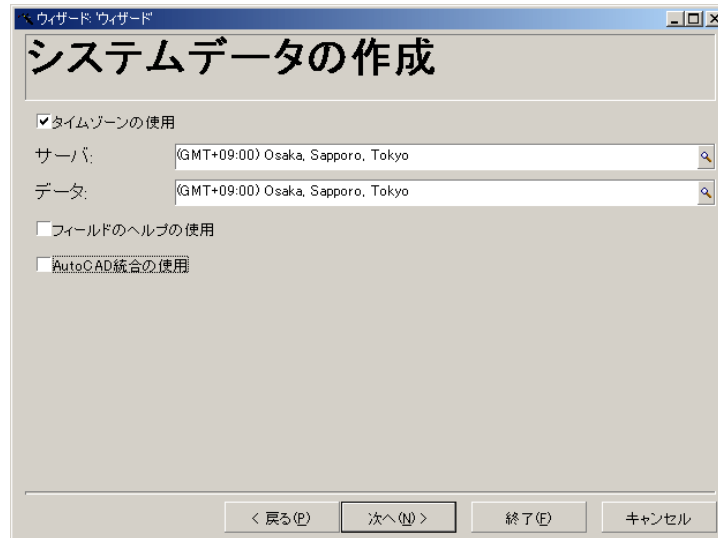 ウィザード: 'ウィザード'
システムデータの作成
タイムゾーンの使用
サーバ: (GMT+09:00) Osaka, Sapporo, Tokyo
データ: (GMT+09:00) Osaka, Sapporo, Tokyo
フィールドのヘルプの使用
AutoCAD統合の使用
< 戻る(P) 次へ(N) > 終了(F) キャンセル